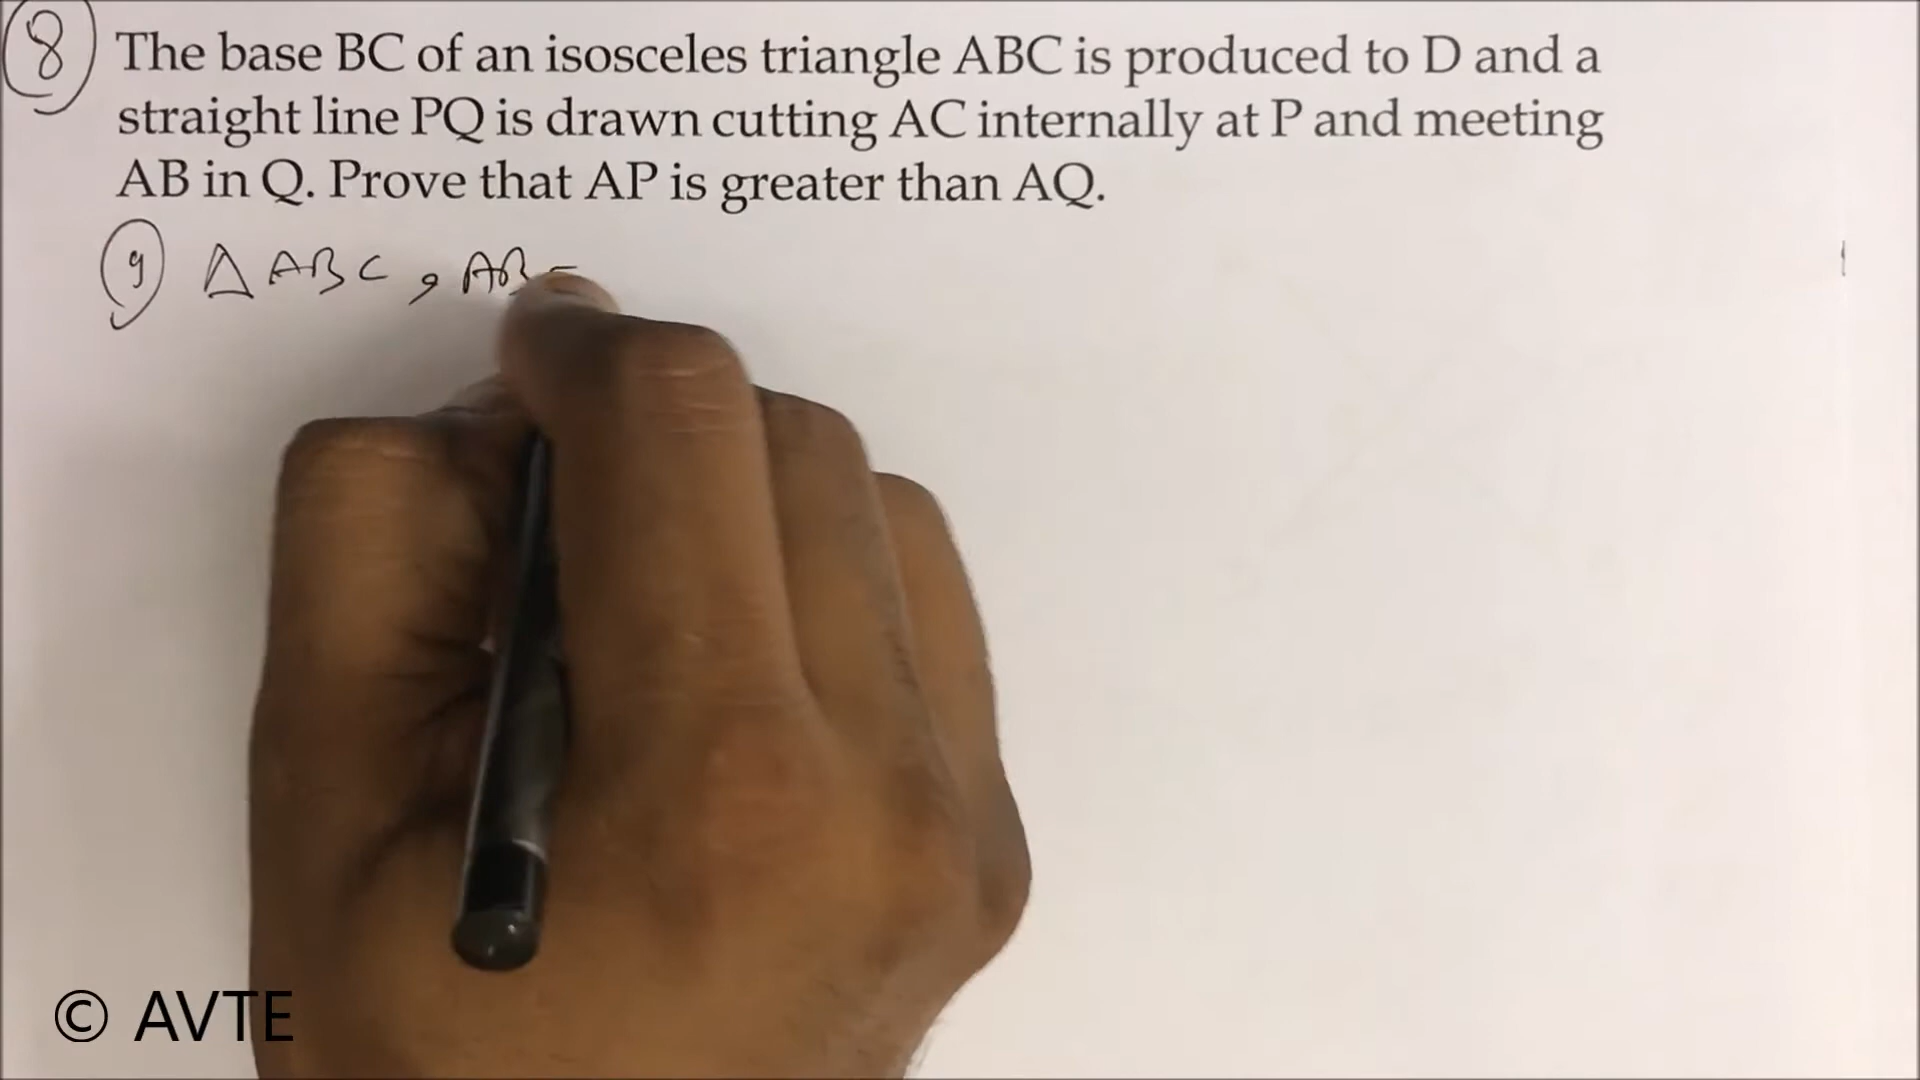 8 The base BC of an isosceles triangle ABC is produced to D and a
straight line PQ is drawn cutting AC internally at P and meeting
AB in Q. Prove that AP is greater than AQ.
9 △ ABC, AB =
© AVTE